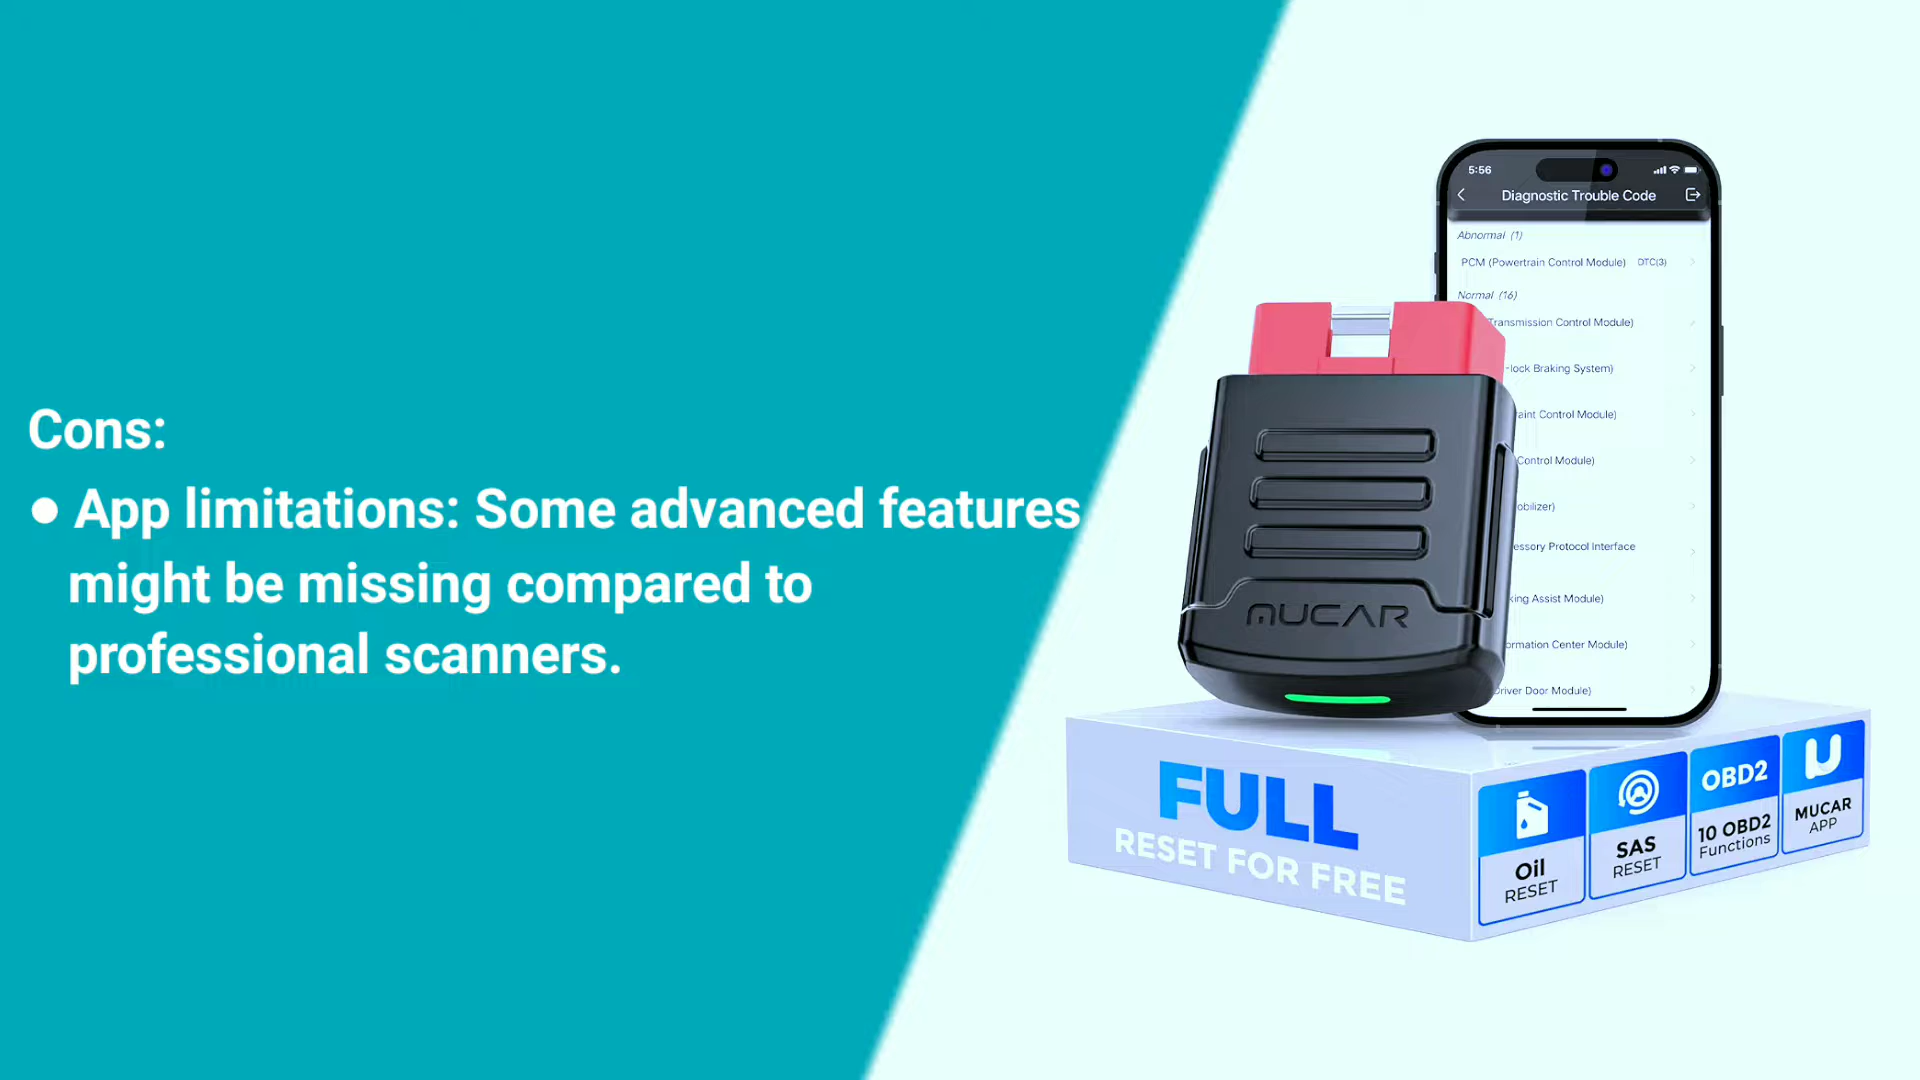 Cons:
● App limitations: Some advanced features
might be missing compared to
professional scanners.
5:56
Diagnostic Trouble Code
Abnormal (1)
PCM (Powertrain Control Module) DTC(3)
Normal (16)
Transmission Control Module)
-lock Braking System)
raint Control Module)
Control Module)
obilizer)
essory Protocol Interface
king Assist Module)
ormation Center Module)
Driver Door Module)
MUCAR
FULL
RESET FOR FREE
Oil
RESET
SAS
RESET
OBD2
10 OBD2
Functions
MUCAR
APP